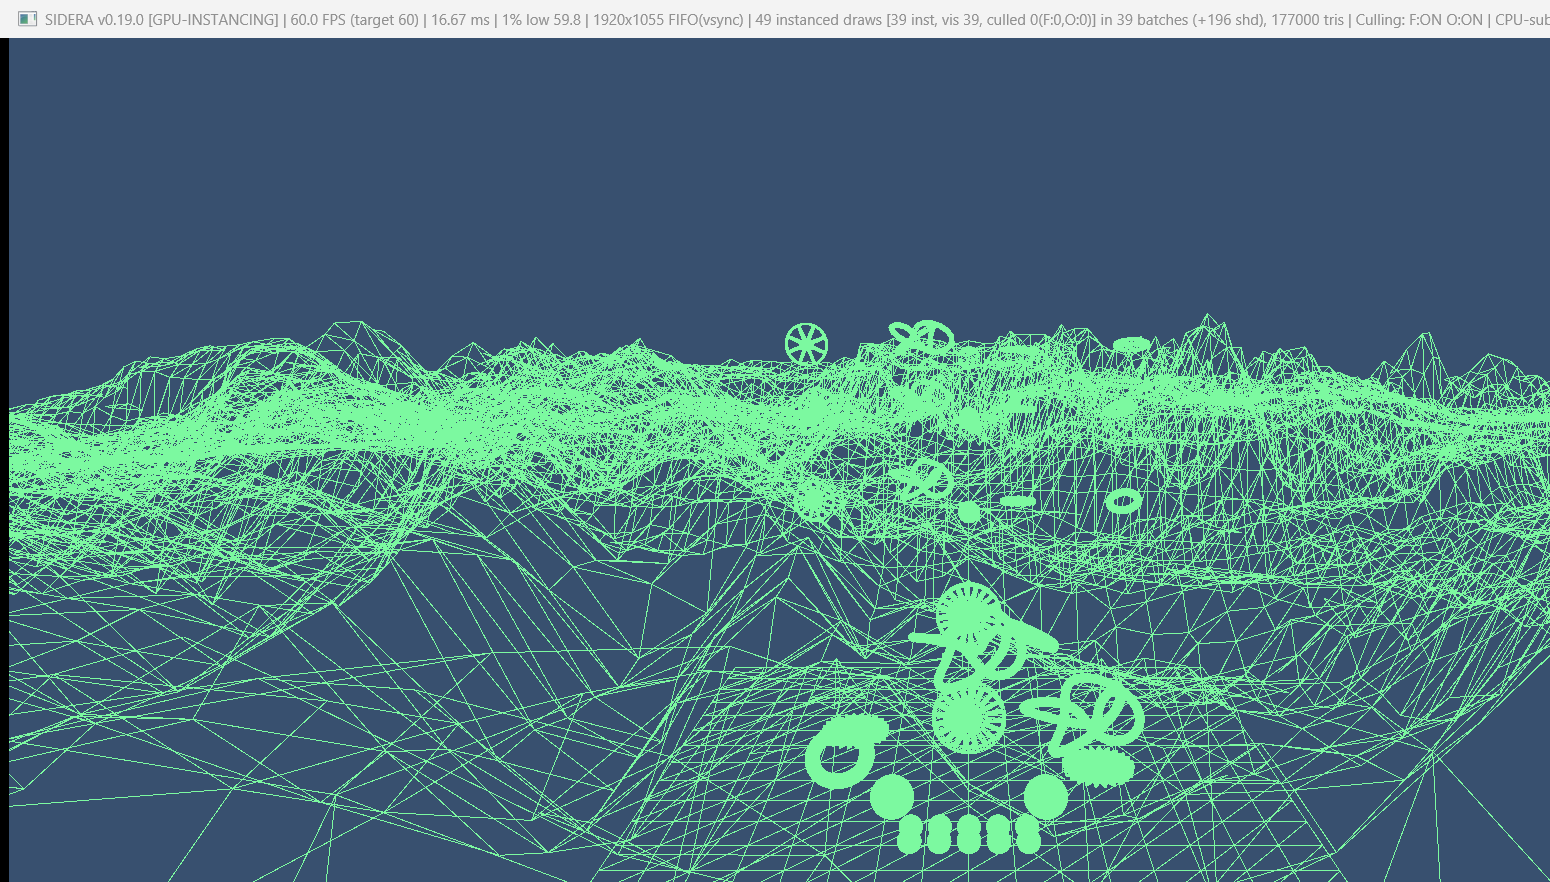 SIDERA v0.19.0 [GPU-INSTANCING] | 60.0 FPS (target 60) | 16.67 ms | 1% low 59.8 | 1920x1055 FIFO(vsync) | 49 instanced draws [39 inst, vis 39, culled 0(F:0,O:0)] in 39 batches (+196 shd), 177000 tris | Culling: F:ON O:ON | CPU-sub